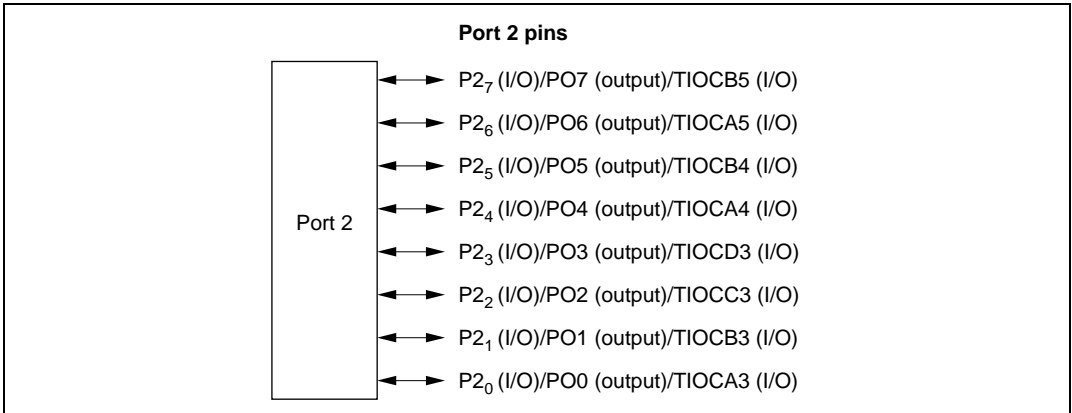 Port 2 pins
P2₇ (I/O)/PO7 (output)/TIOCB5 (I/O)
P2₆ (I/O)/PO6 (output)/TIOCA5 (I/O)
P2₅ (I/O)/PO5 (output)/TIOCB4 (I/O)
P2₄ (I/O)/PO4 (output)/TIOCA4 (I/O)
Port 2
P2₃ (I/O)/PO3 (output)/TIOCD3 (I/O)
P2₂ (I/O)/PO2 (output)/TIOCC3 (I/O)
P2₁ (I/O)/PO1 (output)/TIOCB3 (I/O)
P2₀ (I/O)/PO0 (output)/TIOCA3 (I/O)